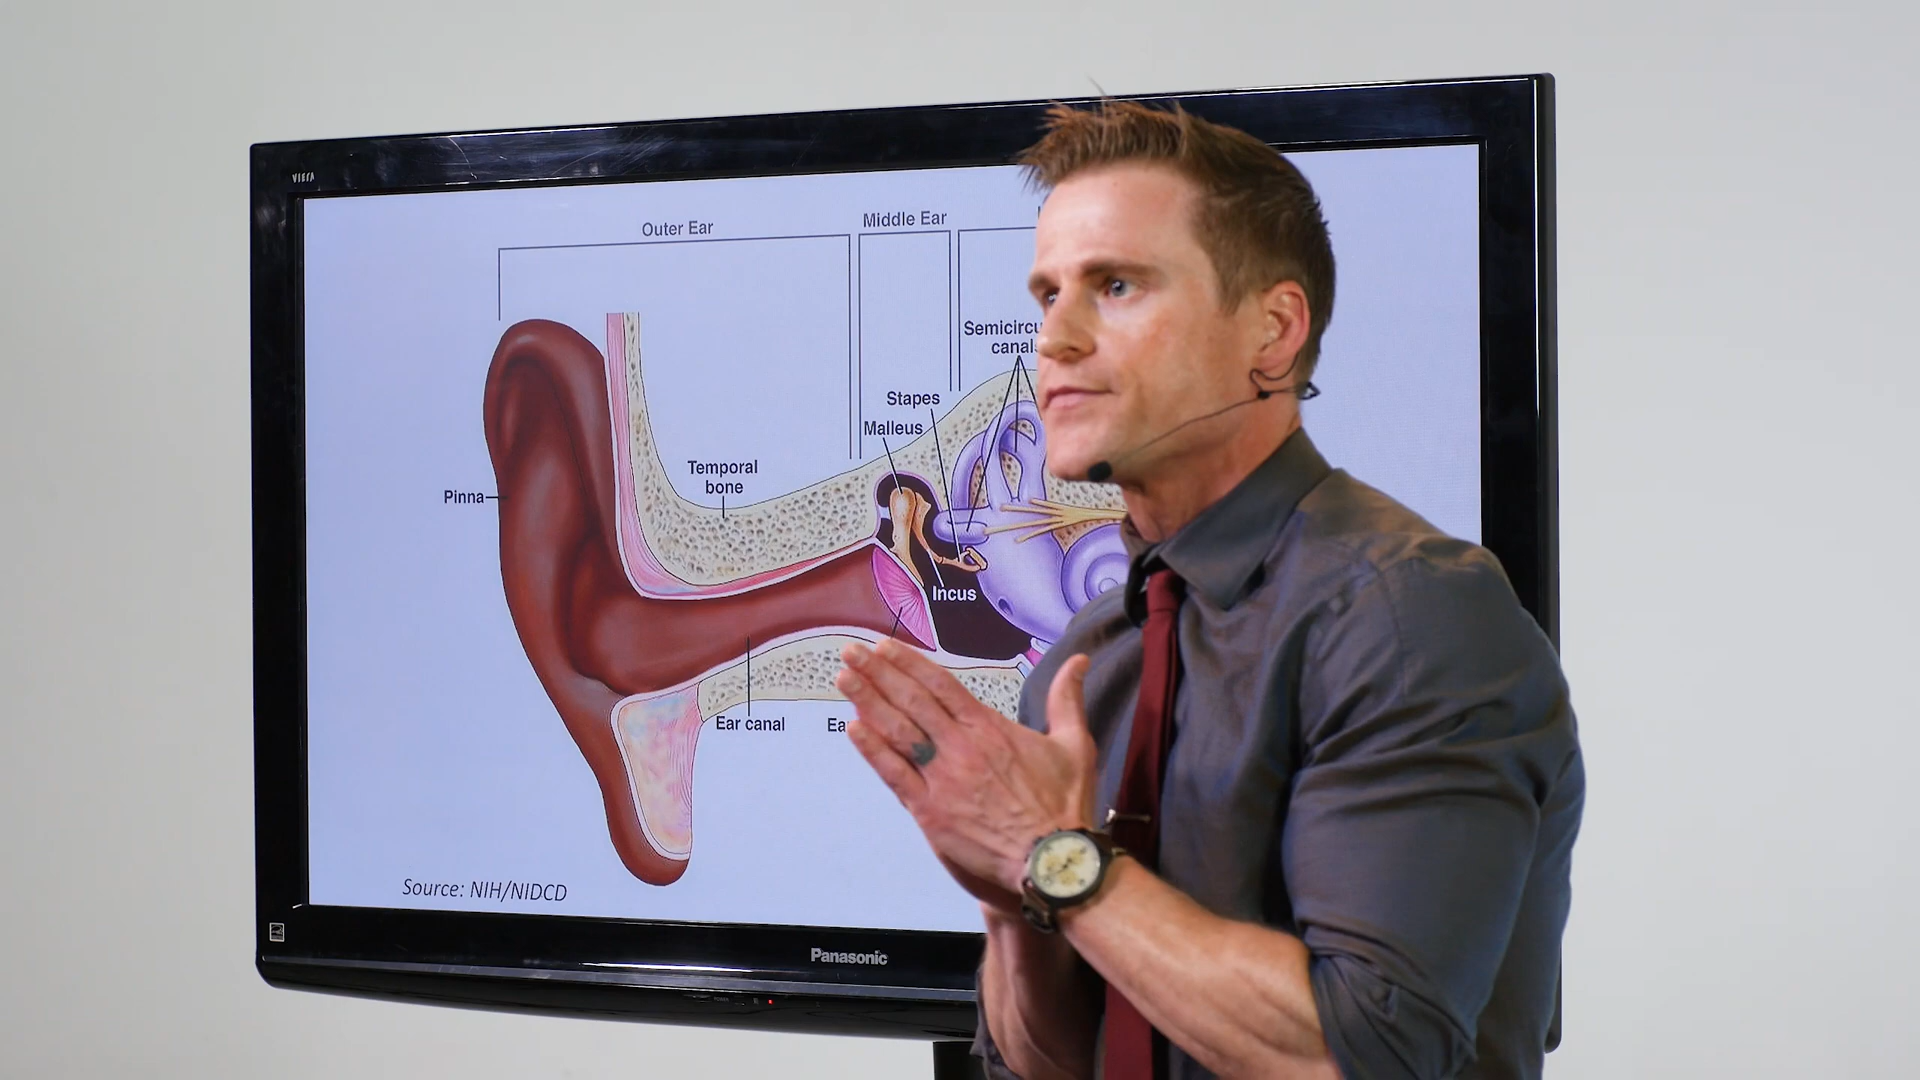 VIERA
Outer Ear
Middle Ear
Semicircu
canals
Stapes
Malleus
Temporal
bone
Pinna
Incus
Ear canal
Ea
Source: NIH/NIDCD
Panasonic